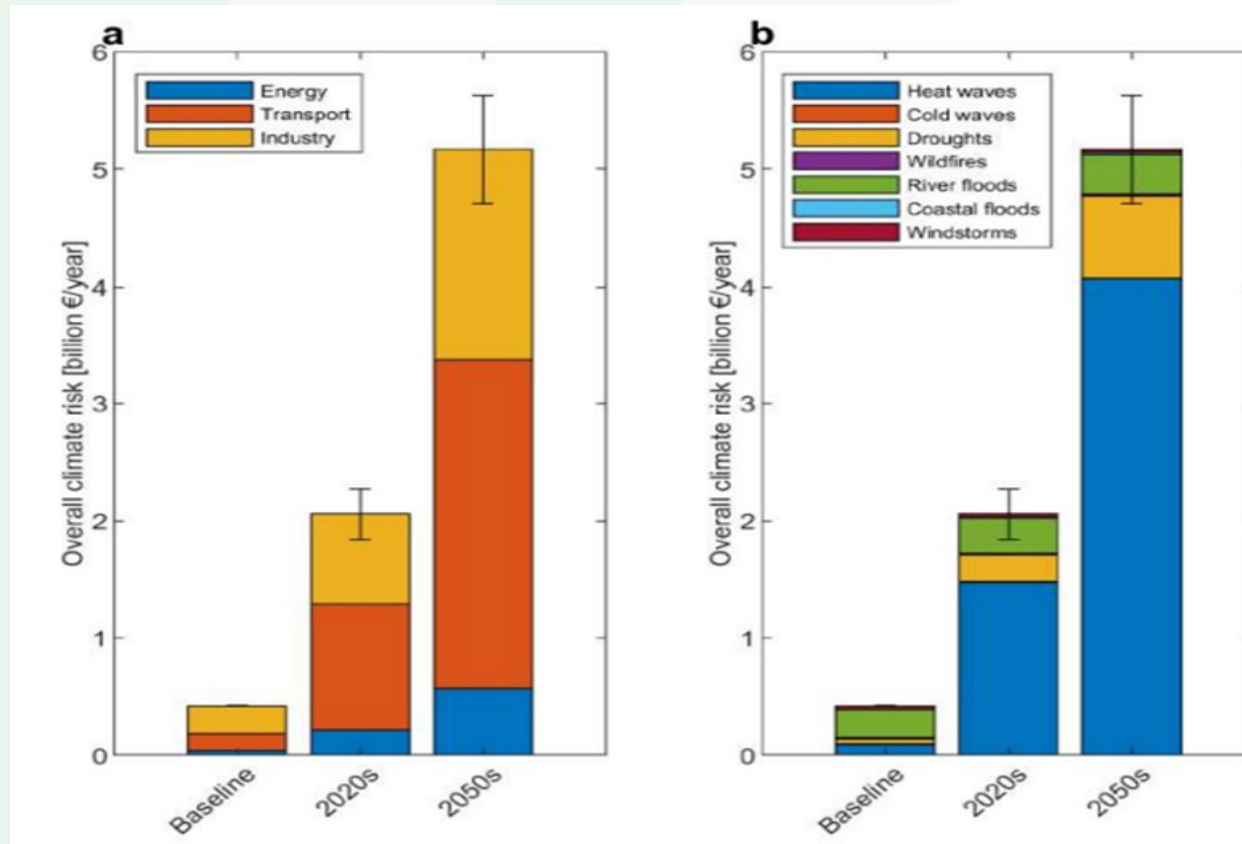 a
Overall climate risk [billion €/year]
6
5
4
3
2
1
0
Energy
Transport
Industry
Baseline
2020s
2050s
b
Overall climate risk [billion €/year]
6
5
4
3
2
1
0
Heat waves
Cold waves
Droughts
Wildfires
River floods
Coastal floods
Windstorms
Baseline
2020s
2050s